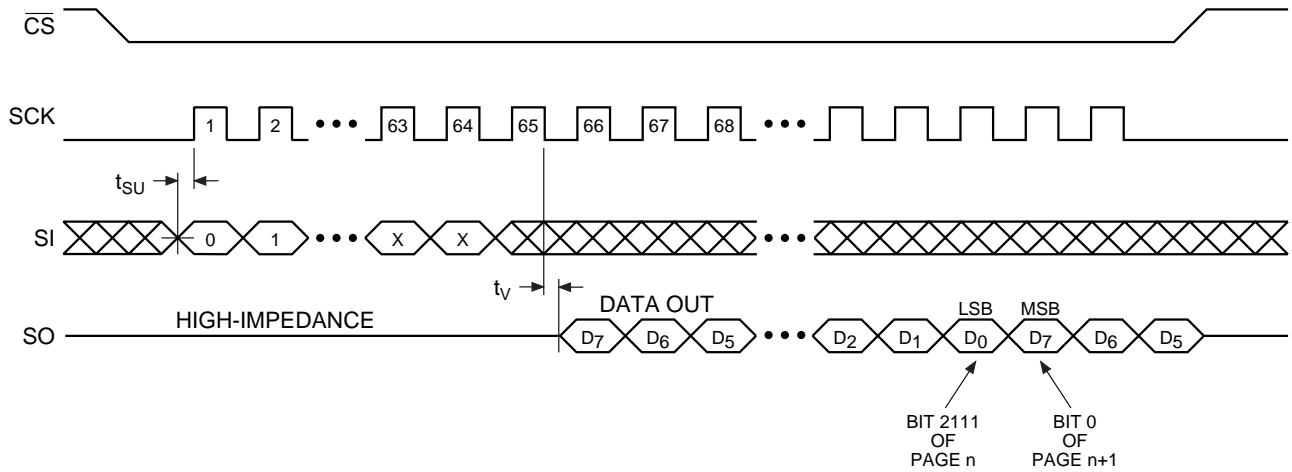 CS
SCK
1 2 ••• 63 64 65 66 67 68 •••
tSU
SI
0 1 ••• X X •••
tV
DATA OUT
HIGH-IMPEDANCE
LSB MSB
SO
D7 D6 D5 ••• D2 D1 D0 D7 D6 D5
BIT 2111
OF
PAGE n
BIT 0
OF
PAGE n+1